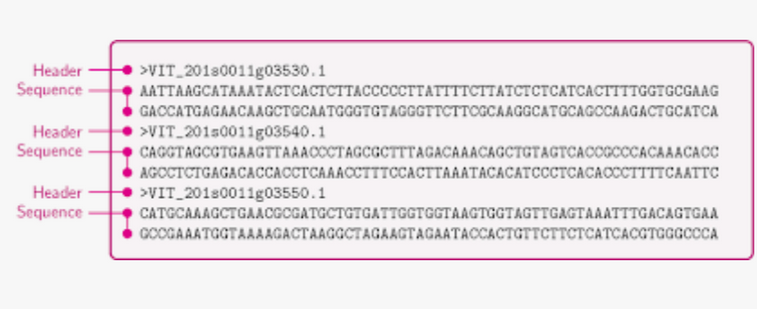 Header >VIT_201s0011g03530.1
Sequence AATTAAGCATAAATACTCACTCTTACCCCCTTATTTTCTTATCTCTCATCACTTTTGGTGCGAAG
GACCATGAGAACAAGCTGCAATGGGTGTAGGGTTCTTCGCAAGGCATGCAGCCAAGACTGCATCA
Header >VIT_201s0011g03540.1
Sequence CAGGTAGCGTGAAGTTAAACCCTAGCGCTTTAGACAAACAGCTGTAGTCACCGCCCACAAACACC
AGCCTCTGAGACACCACCTCAAACCTTTCCACTTAAATACACATCCCTCACACCCTTTTCAATTC
Header >VIT_201s0011g03550.1
Sequence CATGCAAAGCTGAACGCGATGCTGTGATTGGTGGTAAGTGGTAGTTGAGTAAATTTGACAGTGAA
GCCGAAATGGTAAAAGACTAAGGCTAGAAGTAGAATACCACTGTTCTTCTCATCACGTGGGCCCA